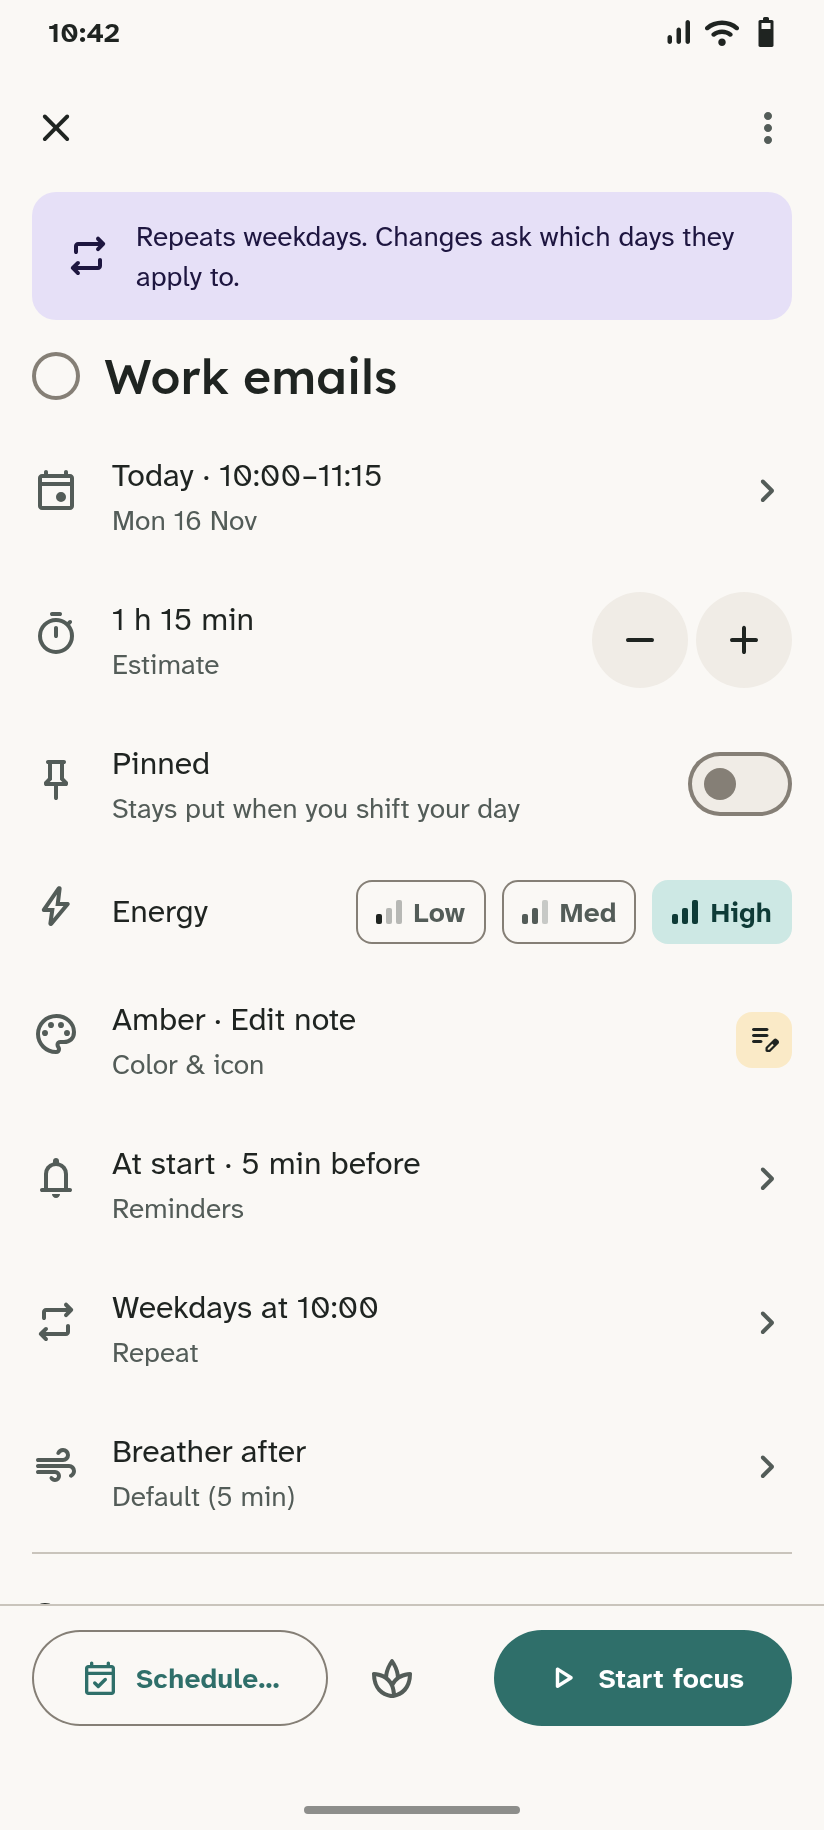 10:42
Repeats weekdays. Changes ask which days they
apply to.
Work emails
Today · 10:00–11:15
Mon 16 Nov
1 h 15 min
Estimate
Pinned
Stays put when you shift your day
Energy
Low
Med
High
Amber · Edit note
Color & icon
At start · 5 min before
Reminders
Weekdays at 10:00
Repeat
Breather after
Default (5 min)
Schedule…
Start focus